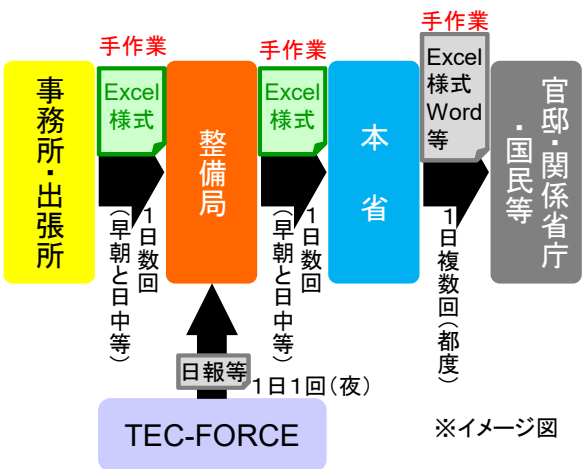 手作業
手作業
手作業
Excel
様式
Excel
様式
Excel
様式
Word
等
事務所・出張所
整備局
本省
官邸・関係省庁
・国民等
1日数回
(早朝と日中等)
1日数回
(早朝と日中等)
1日複数回(都度)
日報等
1日1回(夜)
TEC-FORCE
※イメージ図